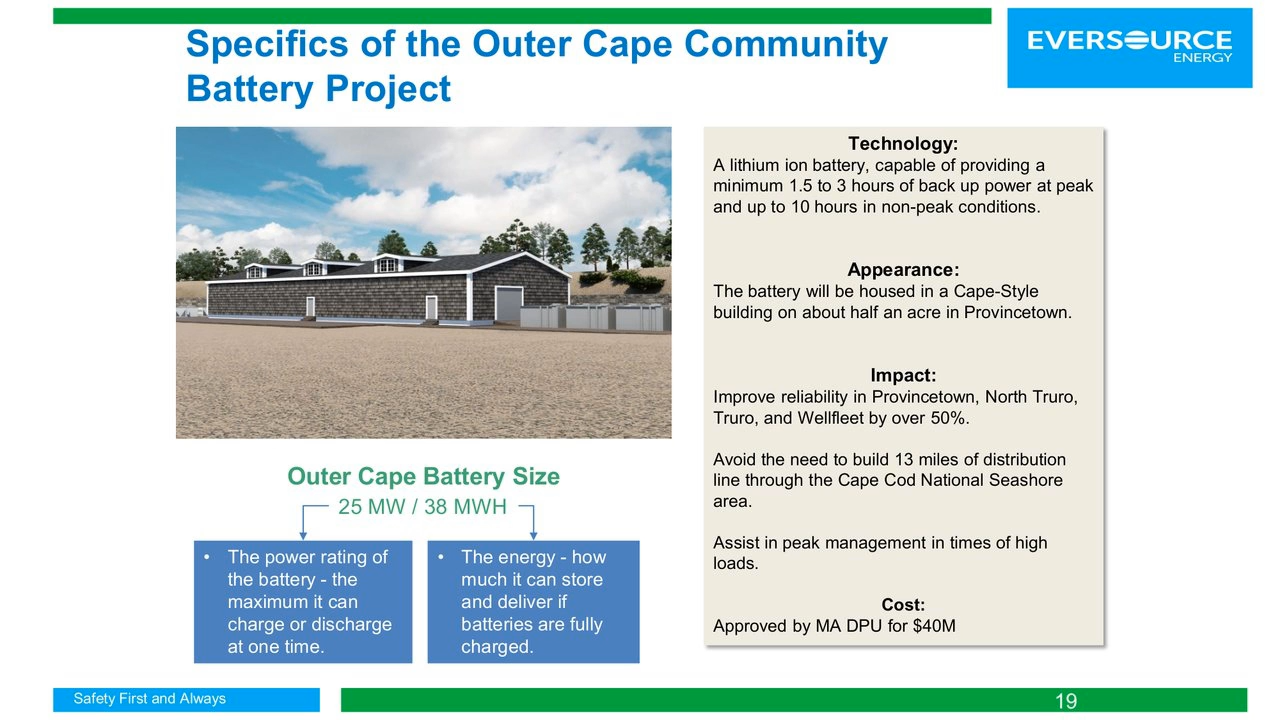 Specifics of the Outer Cape Community
Battery Project
EVERSOURCE
ENERGY
Outer Cape Battery Size
25 MW / 38 MWH
• The power rating of
the battery - the
maximum it can
charge or discharge
at one time.
• The energy - how
much it can store
and deliver if
batteries are fully
charged.
Technology:
A lithium ion battery, capable of providing a
minimum 1.5 to 3 hours of back up power at peak
and up to 10 hours in non-peak conditions.
Appearance:
The battery will be housed in a Cape-Style
building on about half an acre in Provincetown.
Impact:
Improve reliability in Provincetown, North Truro,
Truro, and Wellfleet by over 50%.
Avoid the need to build 13 miles of distribution
line through the Cape Cod National Seashore
area.
Assist in peak management in times of high
loads.
Cost:
Approved by MA DPU for $40M
Safety First and Always
19